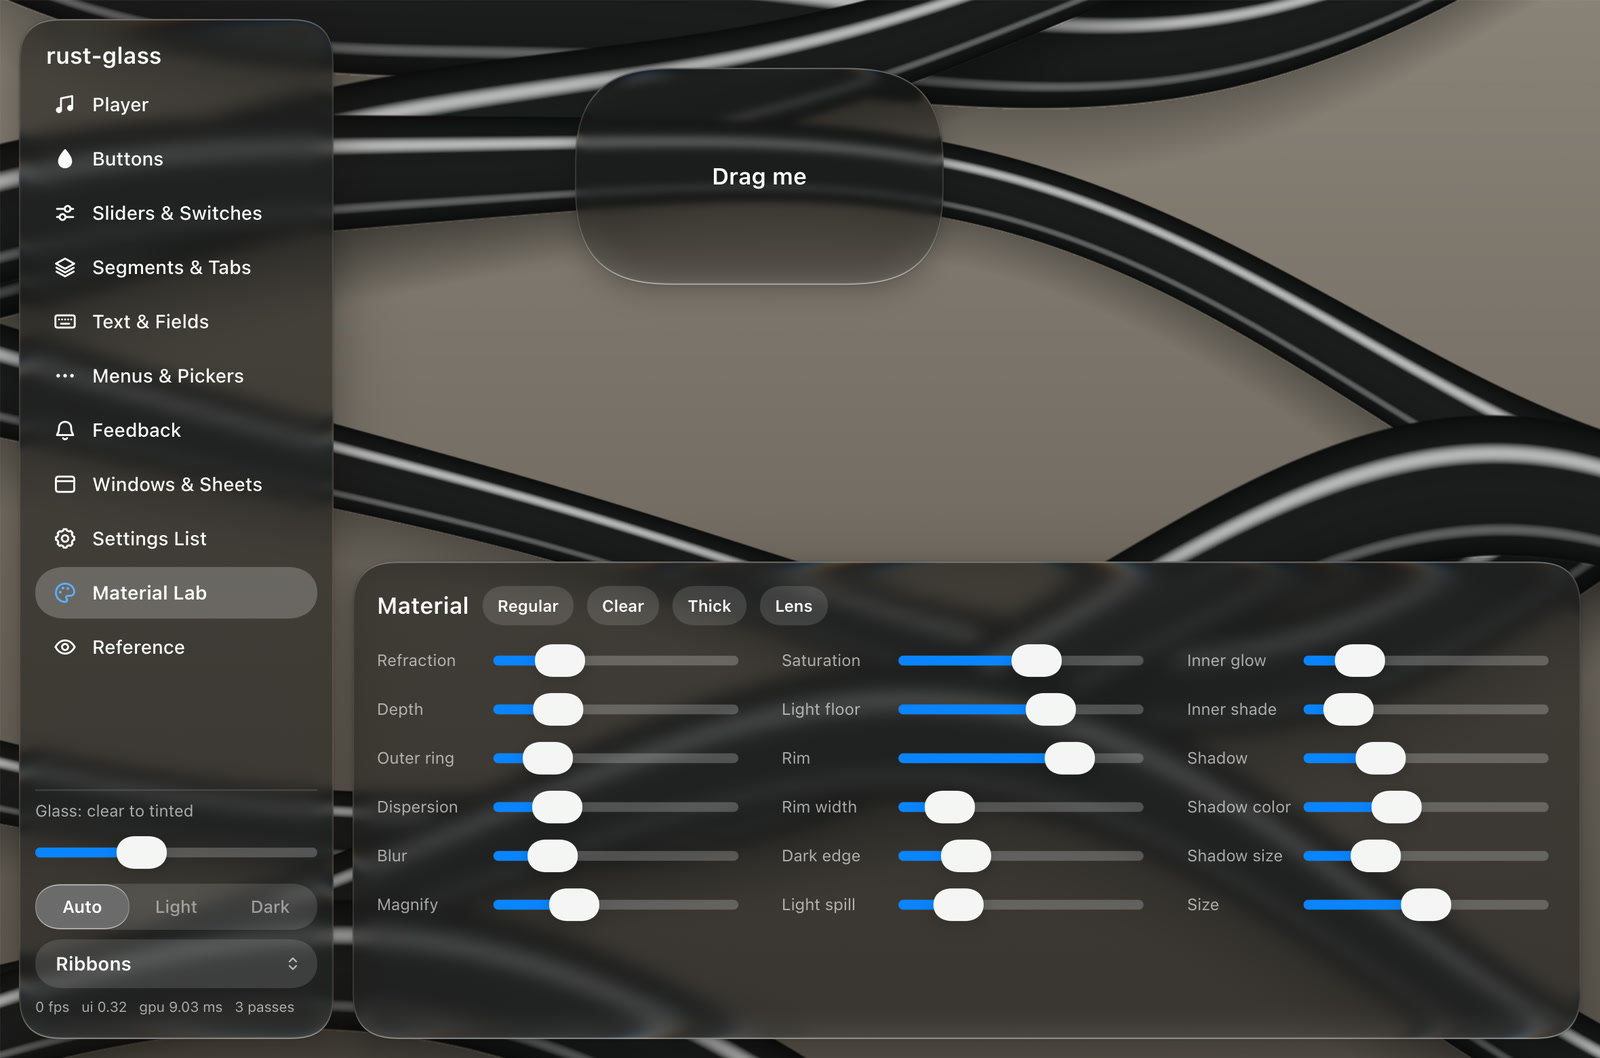 rust-glass
Player
Buttons
Sliders & Switches
Segments & Tabs
Text & Fields
Menus & Pickers
Feedback
Windows & Sheets
Settings List
Material Lab
Reference
Glass: clear to tinted
Auto Light Dark
Ribbons
0 fps ui 0.32 gpu 9.03 ms 3 passes
Drag me
Material Regular Clear Thick Lens
Refraction Saturation Inner glow
Depth Light floor Inner shade
Outer ring Rim Shadow
Dispersion Rim width Shadow color
Blur Dark edge Shadow size
Magnify Light spill Size